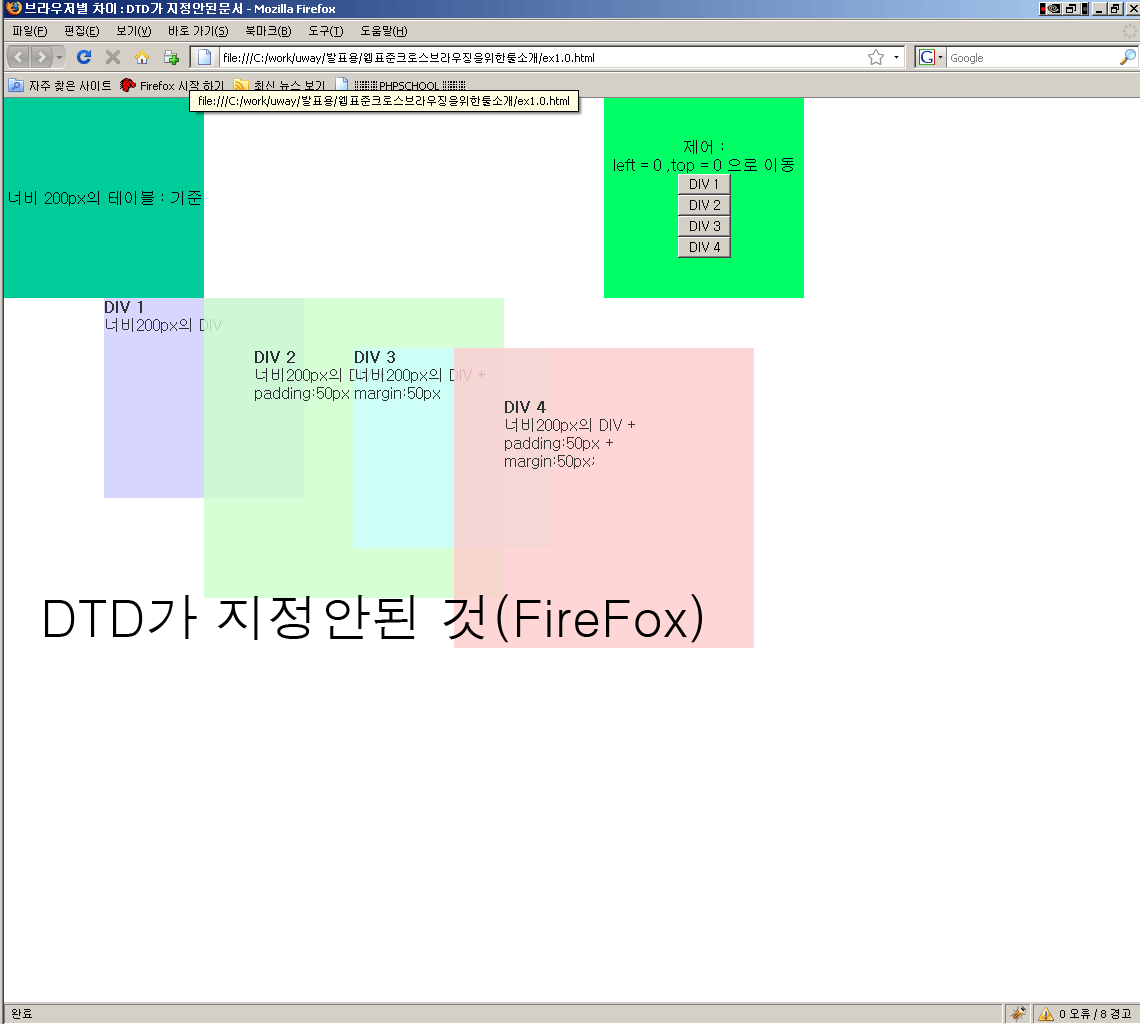 브라우저별 차이 : DTD가 지정안된문서 - Mozilla Firefox
파일(F) 편집(E) 보기(V) 바로 가기(S) 북마크(B) 도구(T) 도움말(H)
file:///C:/work/uway/발표용/웹표준크로스브라우징을위한툴소개/ex1.0.html
Google
자주 찾은 사이트 Firefox 시작 하기 최신 뉴스 보기 PHPSCHOOL
file:///C:/work/uway/발표용/웹표준크로스브라우징을위한툴소개/ex1.0.html
너비 200px의 테이블 : 기준
제어 :
left = 0 ,top = 0 으로 이동
DIV 1
DIV 2
DIV 3
DIV 4
DIV 1
너비200px의 DIV
DIV 2
너비200px의
padding:50px
DIV 3
너비200px의 DIV +
margin:50px
DIV 4
너비200px의 DIV +
padding:50px +
margin:50px;
DTD가 지정안된 것(FireFox)
완료
0 오류 / 8 경고